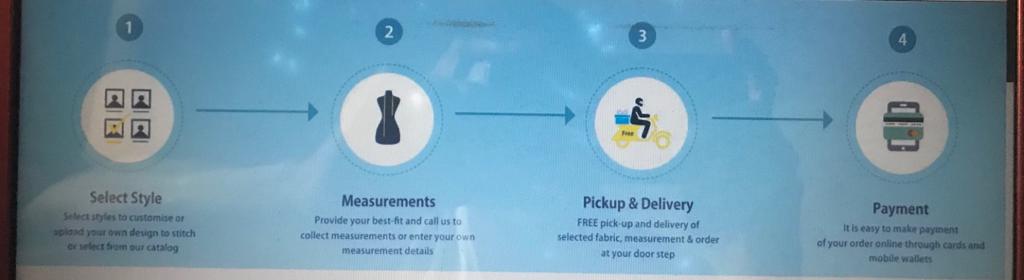 1
2
3
4
Free
Select Style
Select styles to customise or
upload your own design to stitch
or select from our catalog
Measurements
Provide your best-fit and call us to
collect measurements or enter your own
measurement details
Pickup & Delivery
FREE pick-up and delivery of
selected fabric, measurement & order
at your door step
Payment
It is easy to make payment
of your order online through cards and
mobile wallets